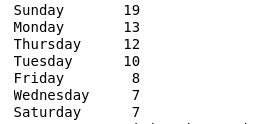 Sunday 19
Monday 13
Thursday 12
Tuesday 10
Friday 8
Wednesday 7
Saturday 7